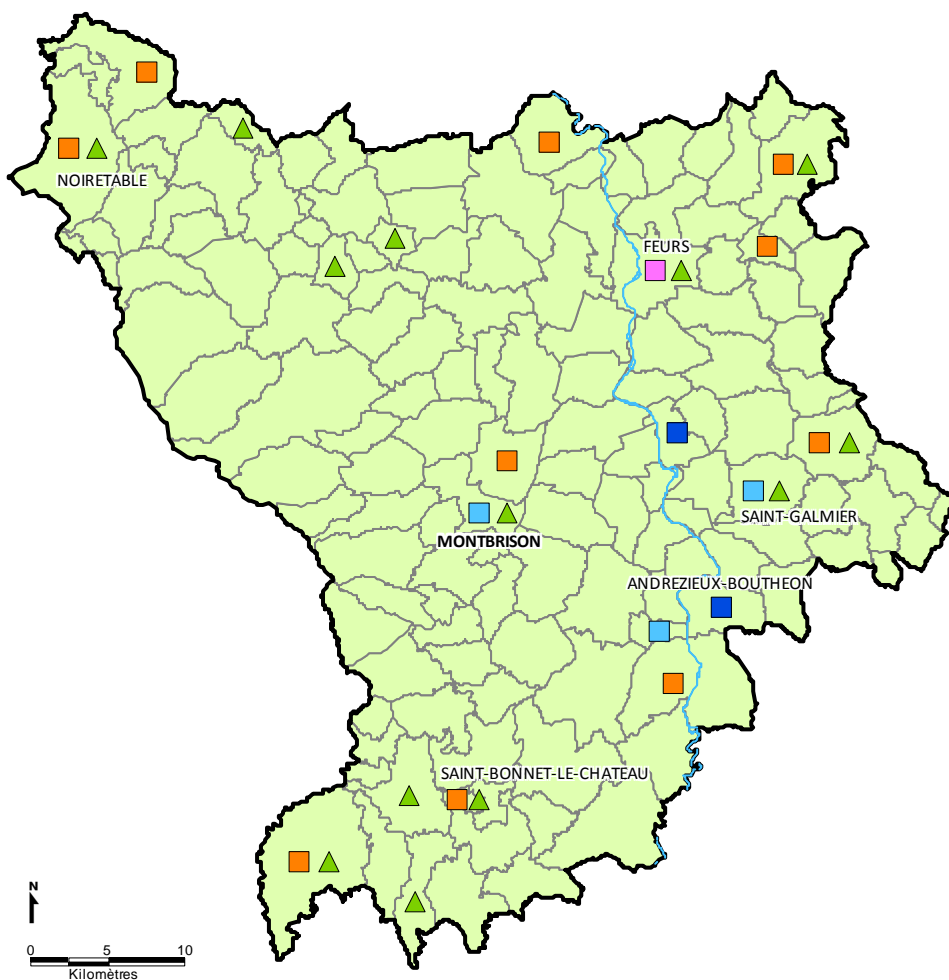 NOIRETABLE
FEURS
SAINT-GALMIER
MONTBRISON
ANDREZIEUX-BOUTHEON
SAINT-BONNET-LE-CHATEAU
N
0 5 10
Kilomètres